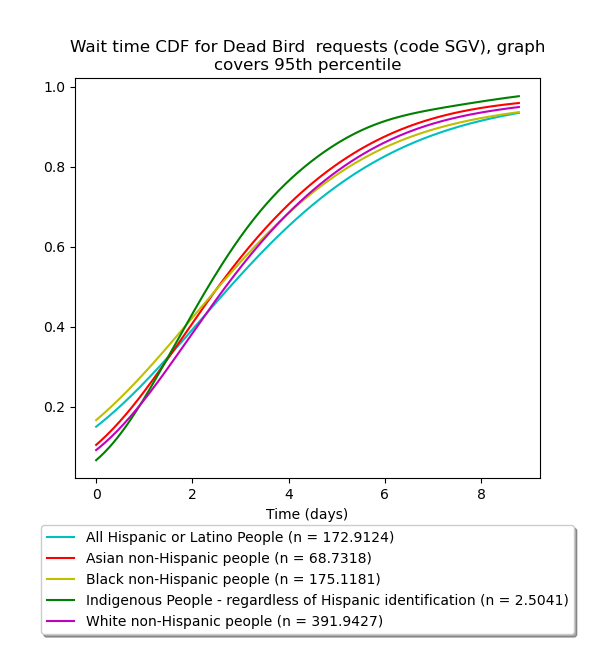 Wait time CDF for Dead Bird  requests (code SGV), graph
covers 95th percentile
1.0
0.8
0.6
0.4
0.2
0 2 4 6 8
Time (days)
All Hispanic or Latino People (n = 172.9124)
Asian non-Hispanic people (n = 68.7318)
Black non-Hispanic people (n = 175.1181)
Indigenous People - regardless of Hispanic identification (n = 2.5041)
White non-Hispanic people (n = 391.9427)